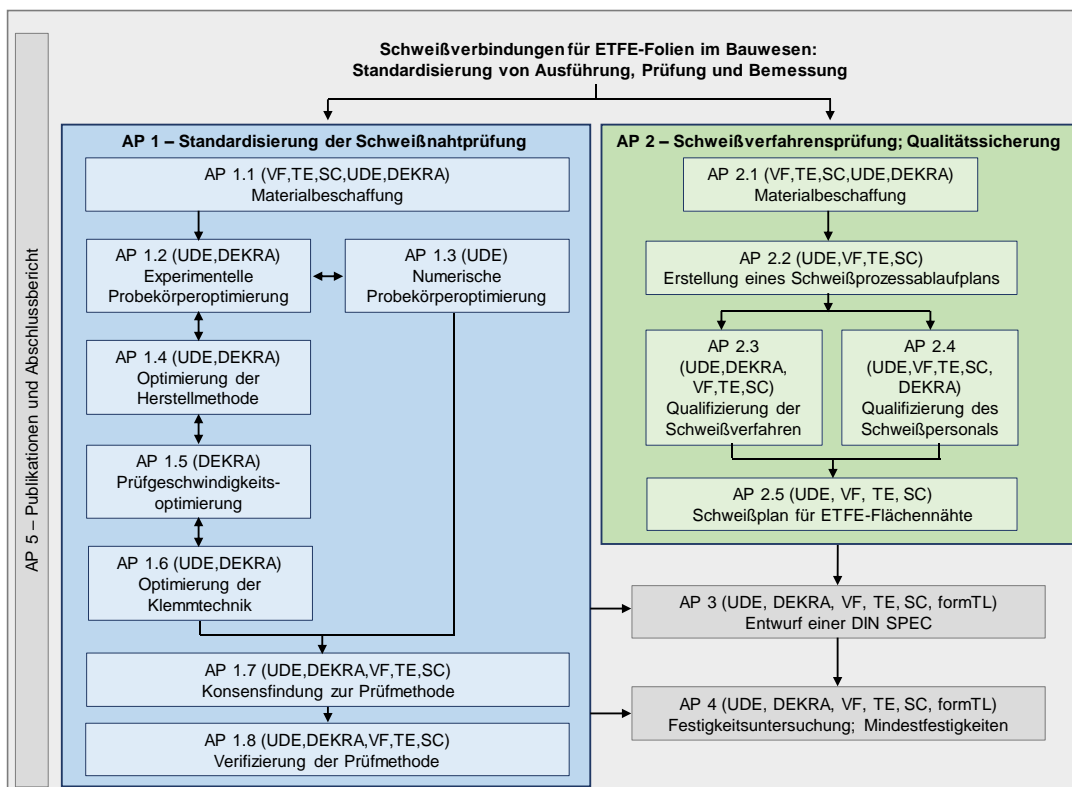 Schweißverbindungen für ETFE-Folien im Bauwesen:
Standardisierung von Ausführung, Prüfung und Bemessung
AP 5 – Publikationen und Abschlussbericht
AP 1 – Standardisierung der Schweißnahtprüfung
AP 1.1 (VF,TE,SC,UDE,DEKRA)
Materialbeschaffung
AP 1.2 (UDE,DEKRA)
Experimentelle
Probekörperoptimierung
AP 1.3 (UDE)
Numerische
Probekörperoptimierung
AP 1.4 (UDE,DEKRA)
Optimierung der
Herstellmethode
AP 1.5 (DEKRA)
Prüfgeschwindigkeits-
optimierung
AP 1.6 (UDE,DEKRA)
Optimierung der
Klemmtechnik
AP 1.7 (UDE,DEKRA,VF,TE,SC)
Konsensfindung zur Prüfmethode
AP 1.8 (UDE,DEKRA,VF,TE,SC)
Verifizierung der Prüfmethode
AP 2 – Schweißverfahrensprüfung; Qualitätssicherung
AP 2.1 (VF,TE,SC,UDE,DEKRA)
Materialbeschaffung
AP 2.2 (UDE,VF,TE,SC)
Erstellung eines Schweißprozessablaufplans
AP 2.3
(UDE,DEKRA,
VF,TE,SC)
Qualifizierung der
Schweißverfahren
AP 2.4
(UDE,VF,TE,SC,
DEKRA)
Qualifizierung des
Schweißpersonals
AP 2.5 (UDE, VF, TE, SC)
Schweißplan für ETFE-Flächennähte
AP 3 (UDE, DEKRA, VF, TE, SC, formTL)
Entwurf einer DIN SPEC
AP 4 (UDE, DEKRA, VF, TE, SC, formTL)
Festigkeitsuntersuchung; Mindestfestigkeiten